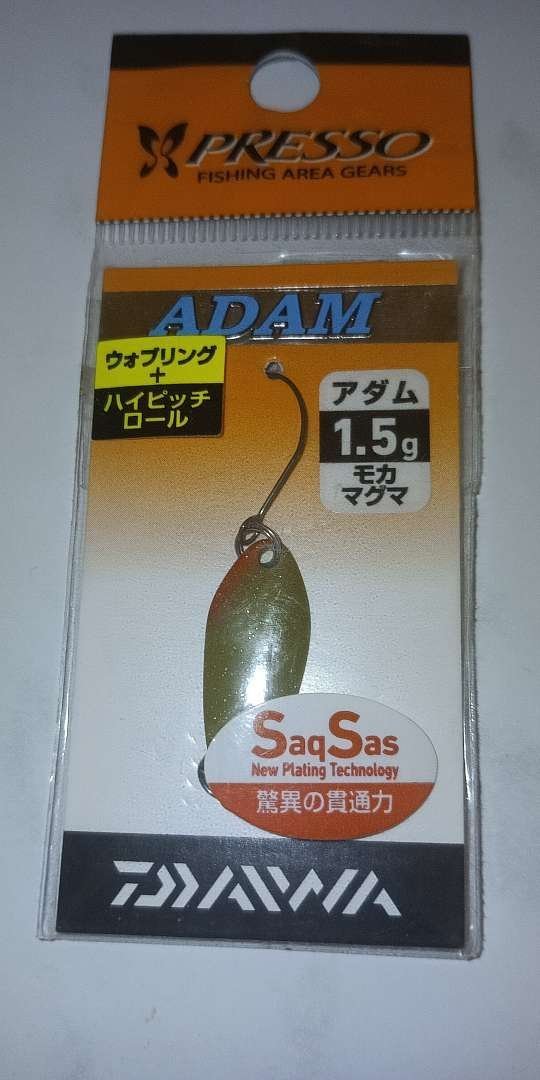 PRESSO
FISHING AREA GEARS
ADAM
ウォブリング
+
ハイピッチ
ロール
アダム
1.5g
モカ
マグマ
SaqSas
New Plating Technology
驚異の貫通力
DAIWA